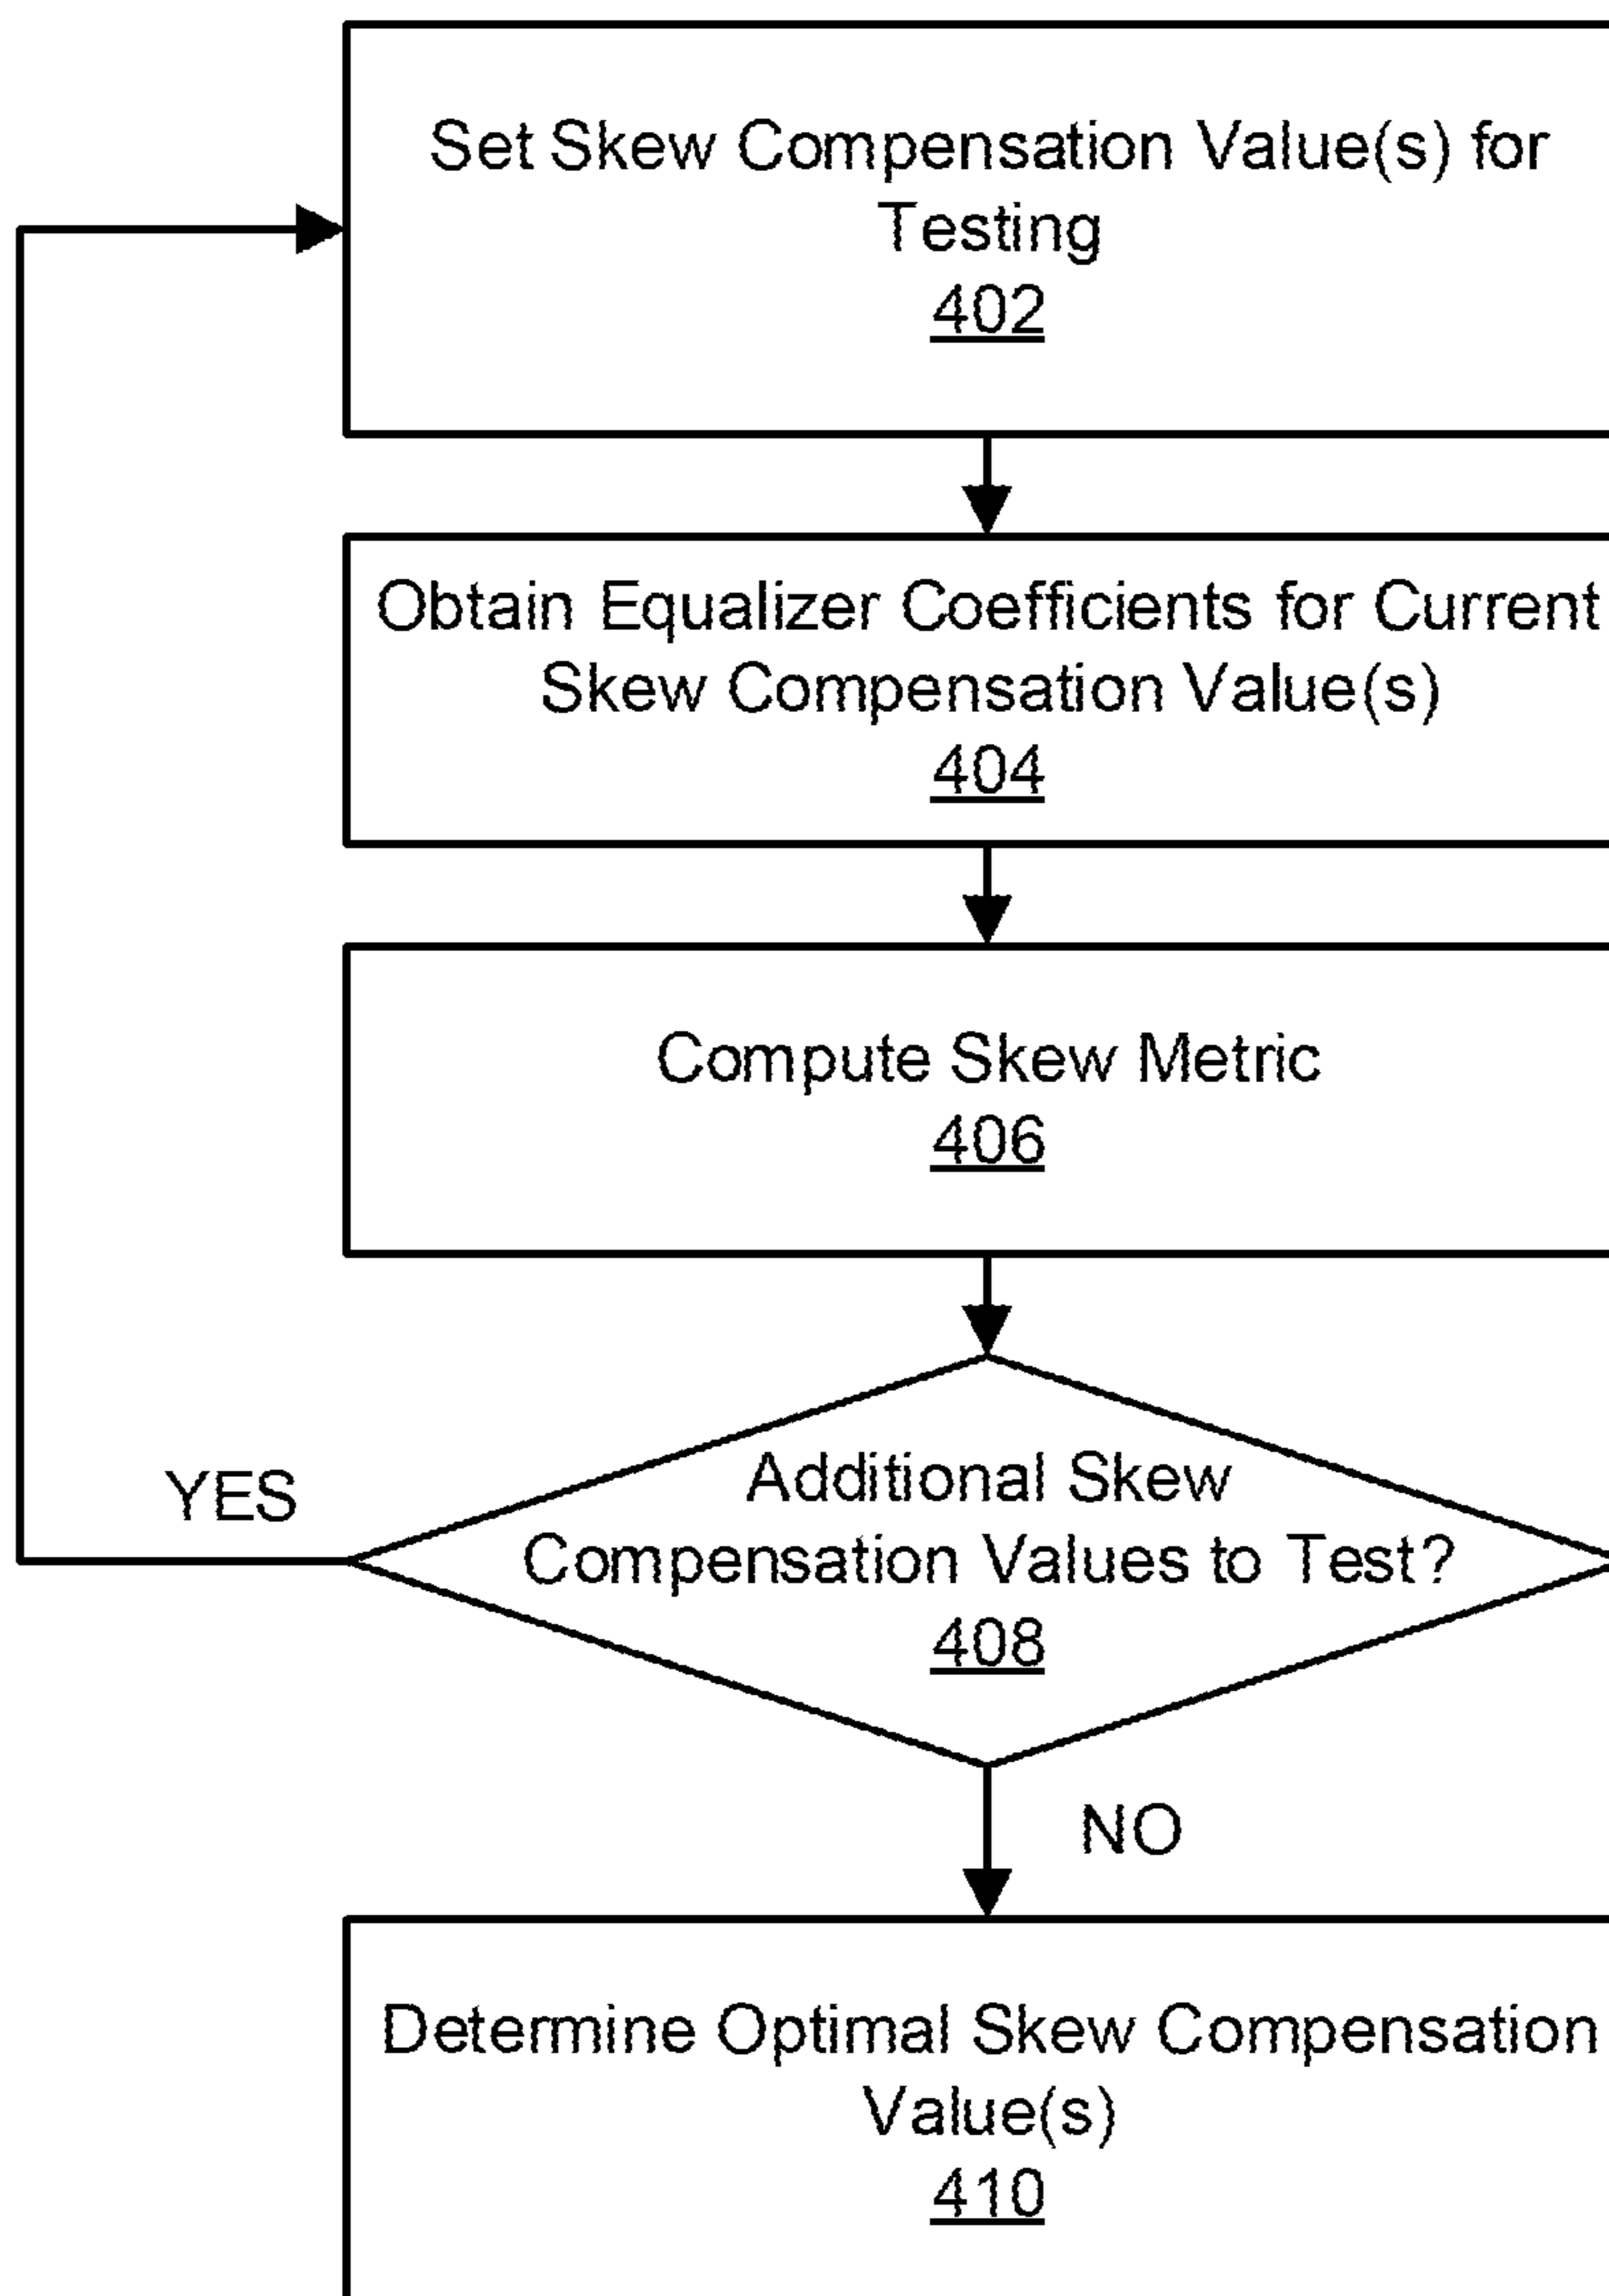 Set Skew Compensation Value(s) for
Testing
402
Obtain Equalizer Coefficients for Current
Skew Compensation Value(s)
404
Compute Skew Metric
406
Additional Skew
Compensation Values to Test?
408
YES
NO
Determine Optimal Skew Compensation
Value(s)
410